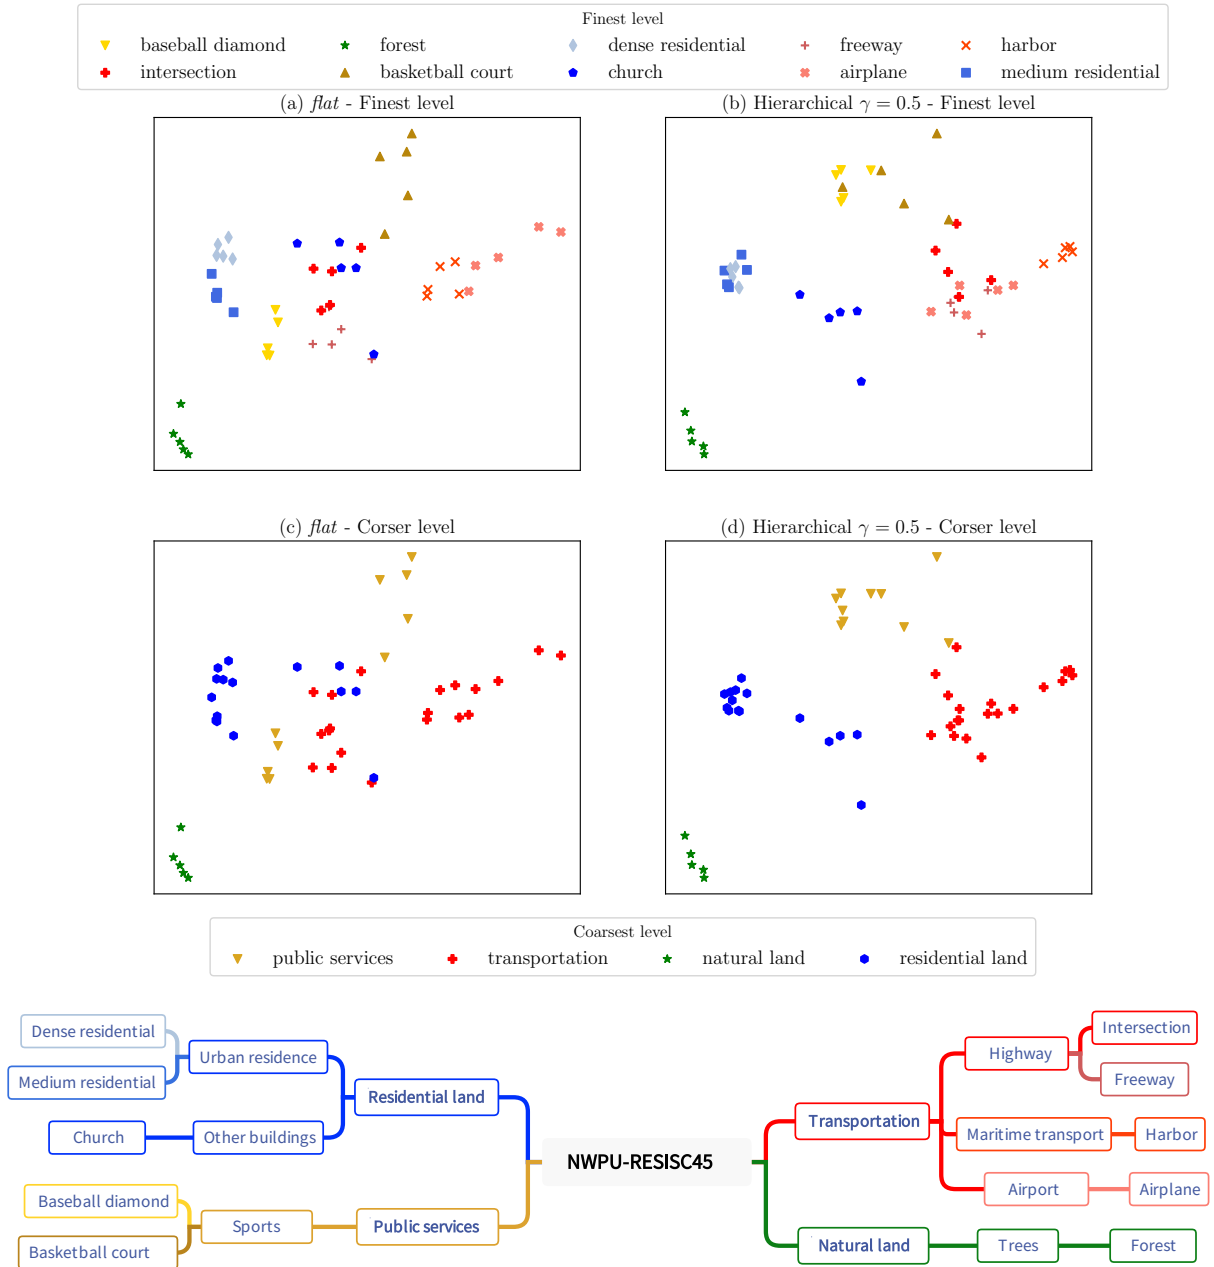 Finest level
baseball diamond forest dense residential freeway harbor
intersection basketball court church airplane medium residential
(a) flat - Finest level
(b) Hierarchical γ = 0.5 - Finest level
(c) flat - Corser level
(d) Hierarchical γ = 0.5 - Corser level
Coarsest level
public services transportation natural land residential land
Dense residential
Medium residential
Urban residence
Church
Other buildings
Residential land
Baseball diamond
Basketball court
Sports
Public services
NWPU-RESISC45
Transportation
Highway
Intersection
Freeway
Maritime transport
Harbor
Airport
Airplane
Natural land
Trees
Forest